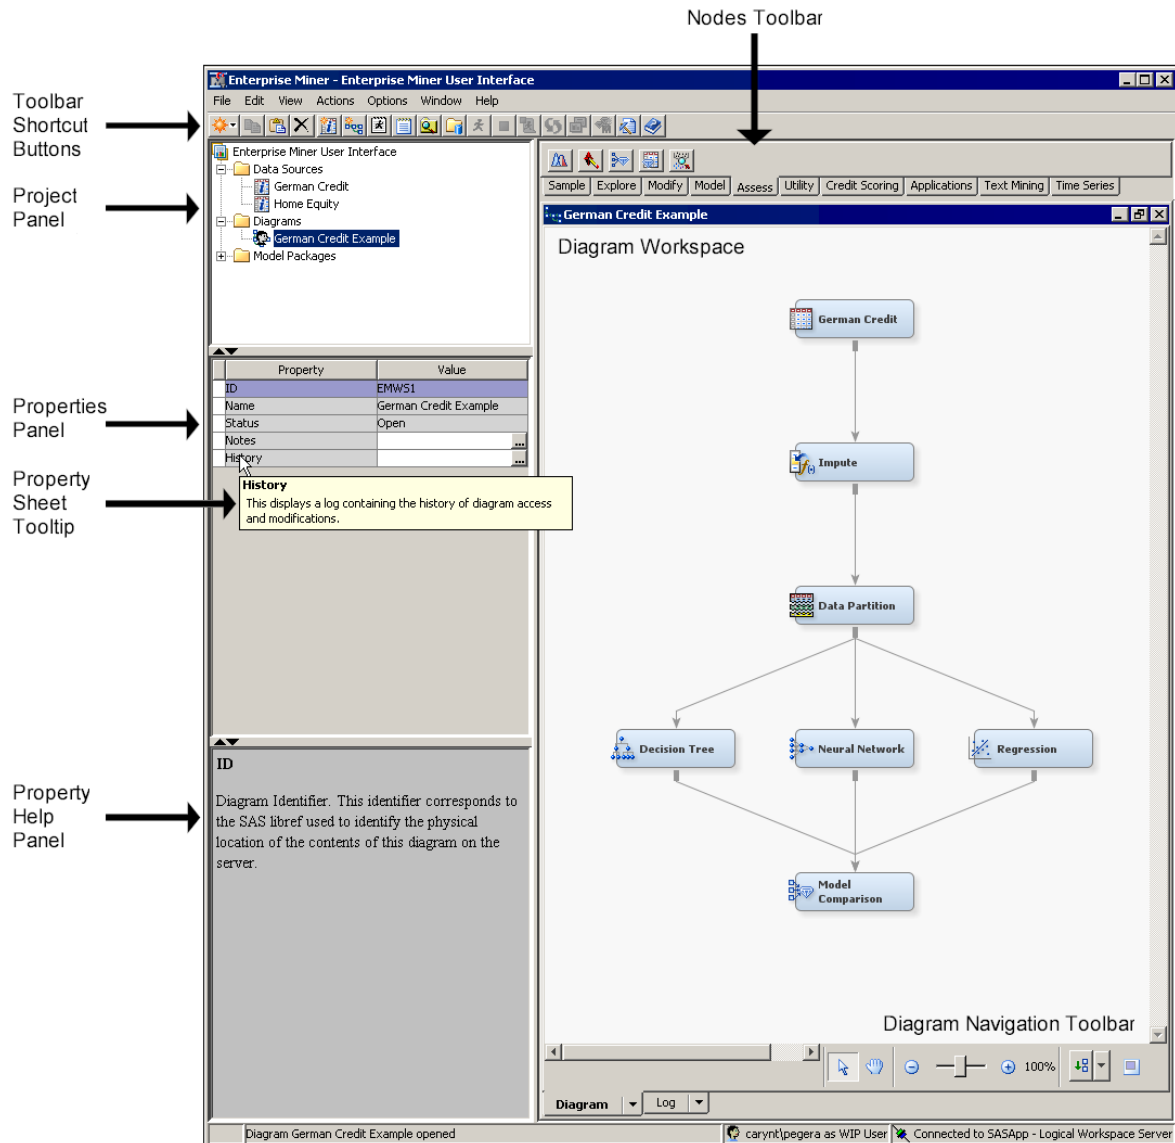 Nodes Toolbar
Toolbar
Shortcut
Buttons
Project
Panel
Properties
Panel
Property
Sheet
Tooltip
Property
Help
Panel
Enterprise Miner - Enterprise Miner User Interface
File Edit View Actions Options Window Help
Enterprise Miner User Interface
Data Sources
German Credit
Home Equity
Diagrams
German Credit Example
Model Packages
Property Value
ID EMWS1
Name German Credit Example
Status Open
Notes ...
History ...
History
This displays a log containing the history of diagram access
and modifications.
ID
Diagram Identifier. This identifier corresponds to
the SAS libref used to identify the physical
location of the contents of this diagram on the
server.
Sample Explore Modify Model Assess Utility Credit Scoring Applications Text Mining Time Series
German Credit Example
Diagram Workspace
German Credit
Impute
Data Partition
Decision Tree
Neural Network
Regression
Model
Comparison
Diagram Navigation Toolbar
100%
Diagram Log
Diagram German Credit Example opened
carynt\pegera as WIP User
Connected to SASApp - Logical Workspace Server